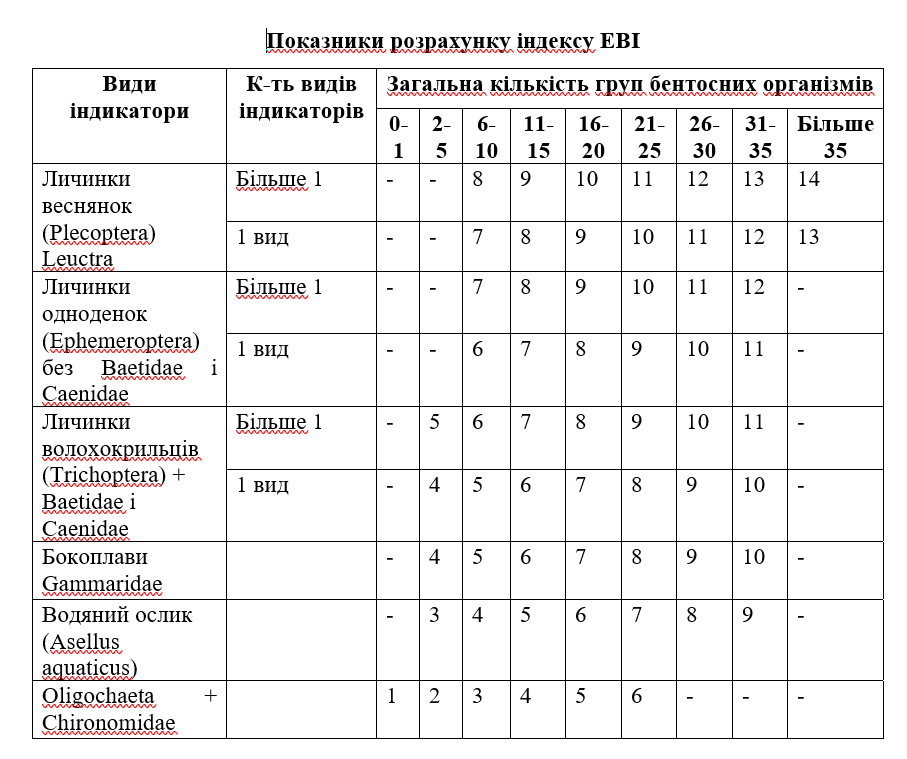 Показники розрахунку індексу EBI
Види індикатори К-ть видів індикаторів Загальна кількість груп бентосних організмів
0-1 2-5 6-10 11-15 16-20 21-25 26-30 31-35 Більше 35
Личинки веснянок (Plecoptera) Leuctra Більше 1 - - 8 9 10 11 12 13 14
1 вид - - 7 8 9 10 11 12 13
Личинки одноденок (Ephemeroptera) без Baetidae і Caenidae Більше 1 - - 7 8 9 10 11 12 -
1 вид - - 6 7 8 9 10 11 -
Личинки волохокрильців (Trichoptera) + Baetidae і Caenidae Більше 1 - 5 6 7 8 9 10 11 -
1 вид - 4 5 6 7 8 9 10 -
Бокоплави Gammaridae - 4 5 6 7 8 9 10 -
Водяний ослик (Asellus aquaticus) - 3 4 5 6 7 8 9 -
Oligochaeta + Chironomidae 1 2 3 4 5 6 - - -